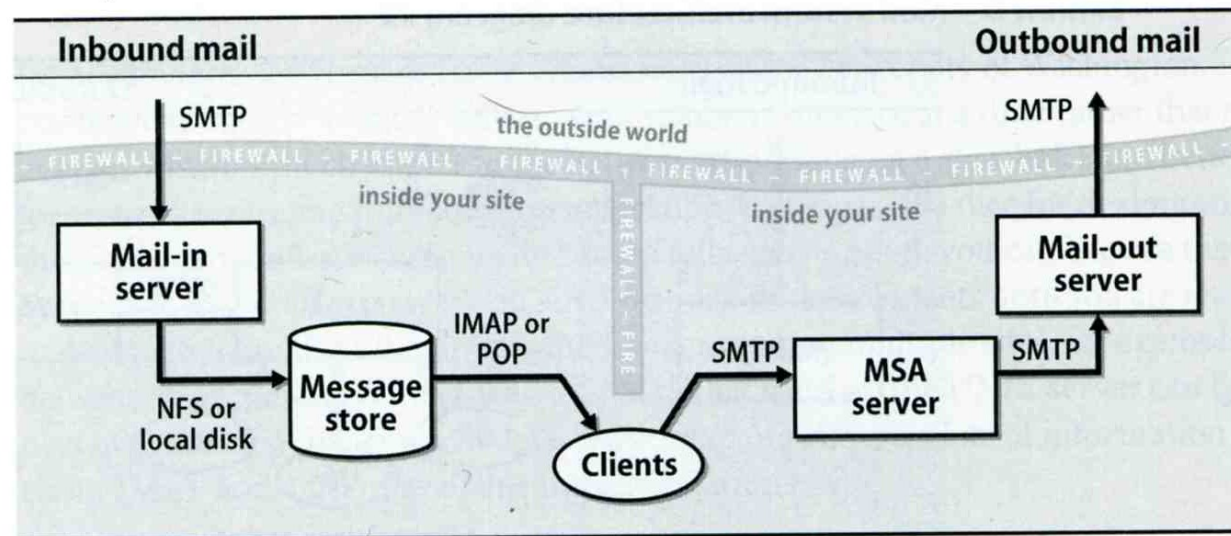 Inbound mail
Outbound mail
SMTP
SMTP
the outside world
- FIREWALL - FIREWALL - FIREWALL - FIREWALL - FIREWALL - FIREWALL - FIREWALL - FIREWALL -
inside your site
inside your site
FIREWALL - FIRE
Mail-in
server
Mail-out
server
NFS or
local disk
Message
store
IMAP or
POP
Clients
SMTP
MSA
server
SMTP